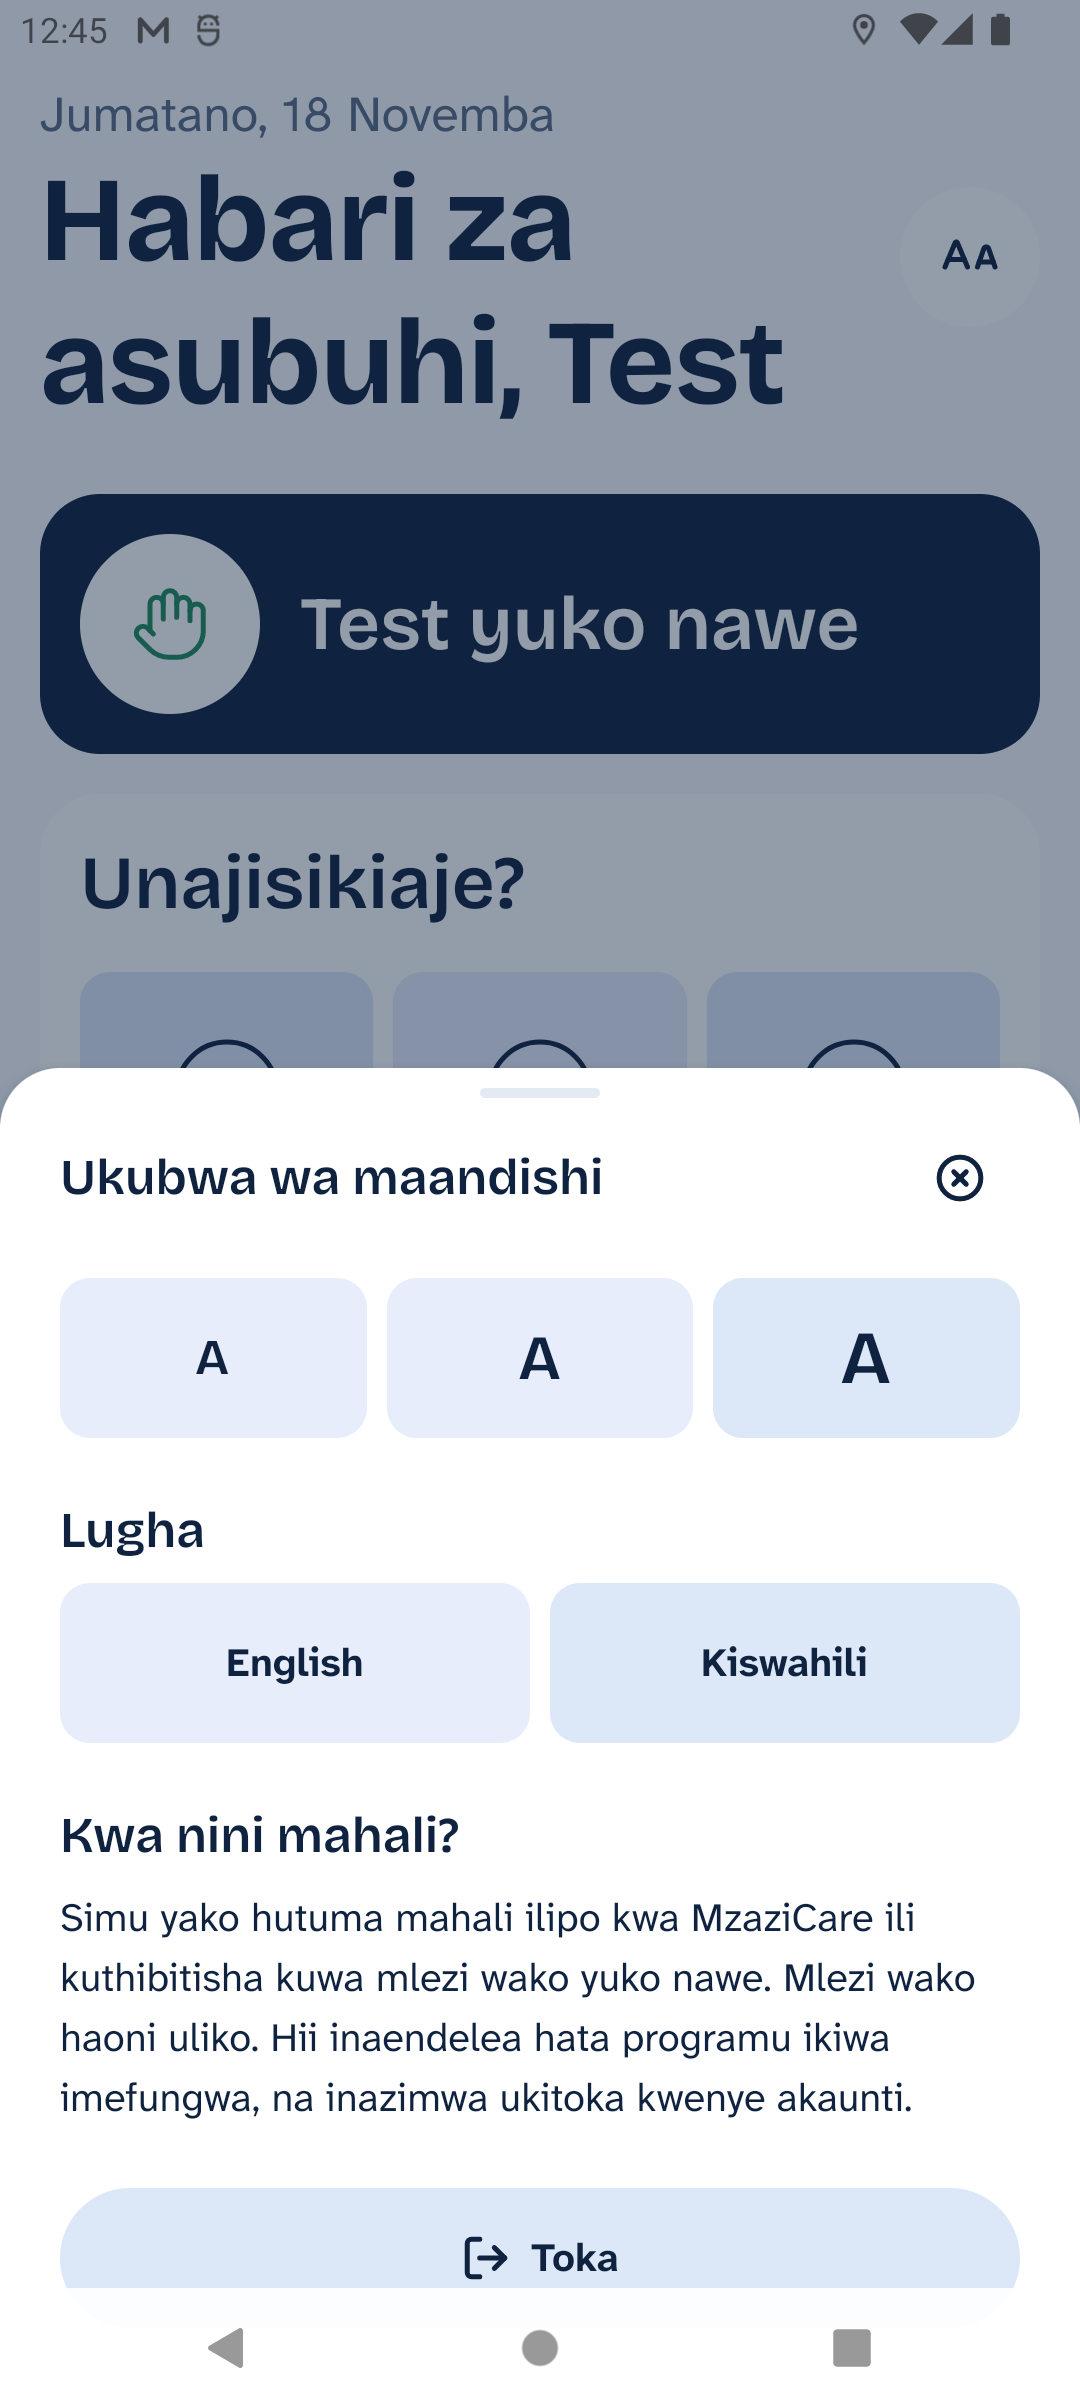 12:45
Jumatano, 18 Novemba
Habari za
asubuhi, Test
AA
Test yuko nawe
Unajisikiaje?
Ukubwa wa maandishi
A A A
Lugha
English Kiswahili
Kwa nini mahali?
Simu yako hutuma mahali ilipo kwa MzaziCare ili
kuthibitisha kuwa mlezi wako yuko nawe. Mlezi wako
haoni uliko. Hii inaendelea hata programu ikiwa
imefungwa, na inazimwa ukitoka kwenye akaunti.
Toka